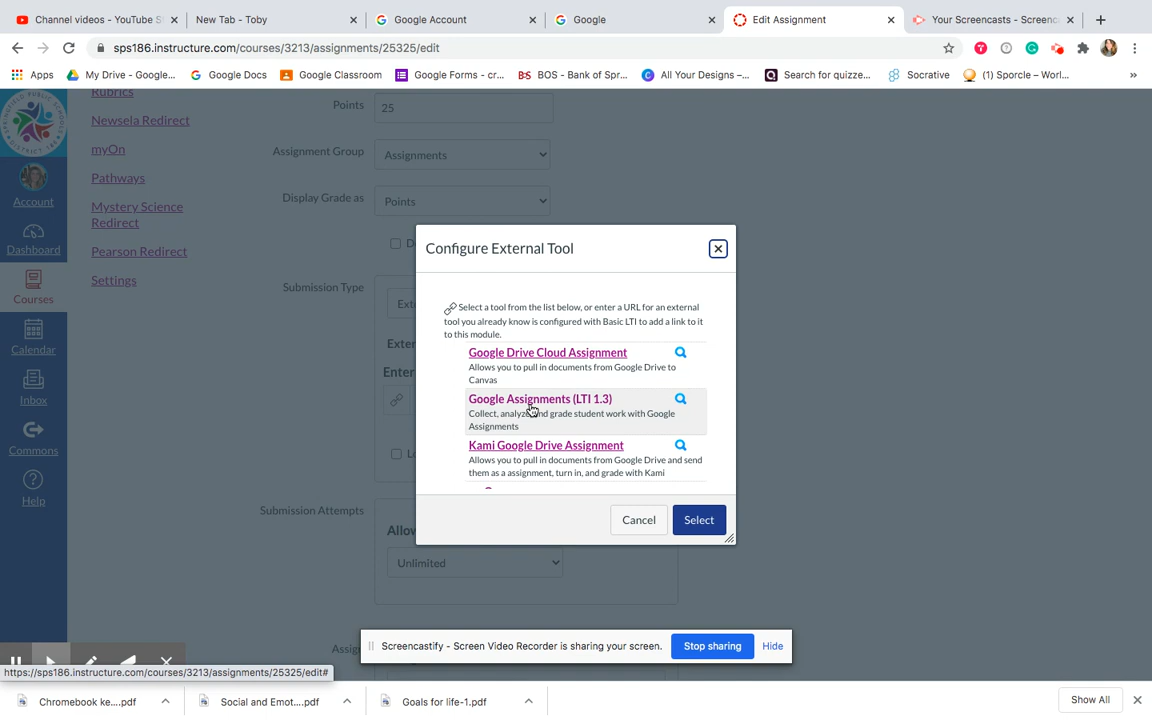 Channel videos - YouTube S
New Tab - Toby
Google Account
Google
Edit Assignment
Your Screencasts - Screenc
sps186.instructure.com/courses/3213/assignments/25325/edit
Apps
My Drive - Google...
Google Docs
Google Classroom
Google Forms - cr...
BOS - Bank of Spr...
All Your Designs –...
Search for quizze...
Socrative
(1) Sporcle – Worl...
»
Rubrics
Newsela Redirect
myOn
Pathways
Mystery Science
Redirect
Pearson Redirect
Settings
Account
Dashboard
Courses
Calendar
Inbox
Commons
Help
Points
25
Assignment Group
Assignments
Display Grade as
Points
Submission Type
Exte
Exter
Enter
Submission Attempts
Allow
Unlimited
Assig
Configure External Tool
Select a tool from the list below, or enter a URL for an external
tool you already know is configured with Basic LTI to add a link to it
to this module.
Google Drive Cloud Assignment
Allows you to pull in documents from Google Drive to
Canvas
Google Assignments (LTI 1.3)
Collect, analyze and grade student work with Google
Assignments
Kami Google Drive Assignment
Allows you to pull in documents from Google Drive and send
them as a assignment, turn in, and grade with Kami
Cancel
Select
Screencastify - Screen Video Recorder is sharing your screen.
Stop sharing
Hide
https://sps186.instructure.com/courses/3213/assignments/25325/edit#
Chromebook ke....pdf
Social and Emot....pdf
Goals for life-1.pdf
Show All